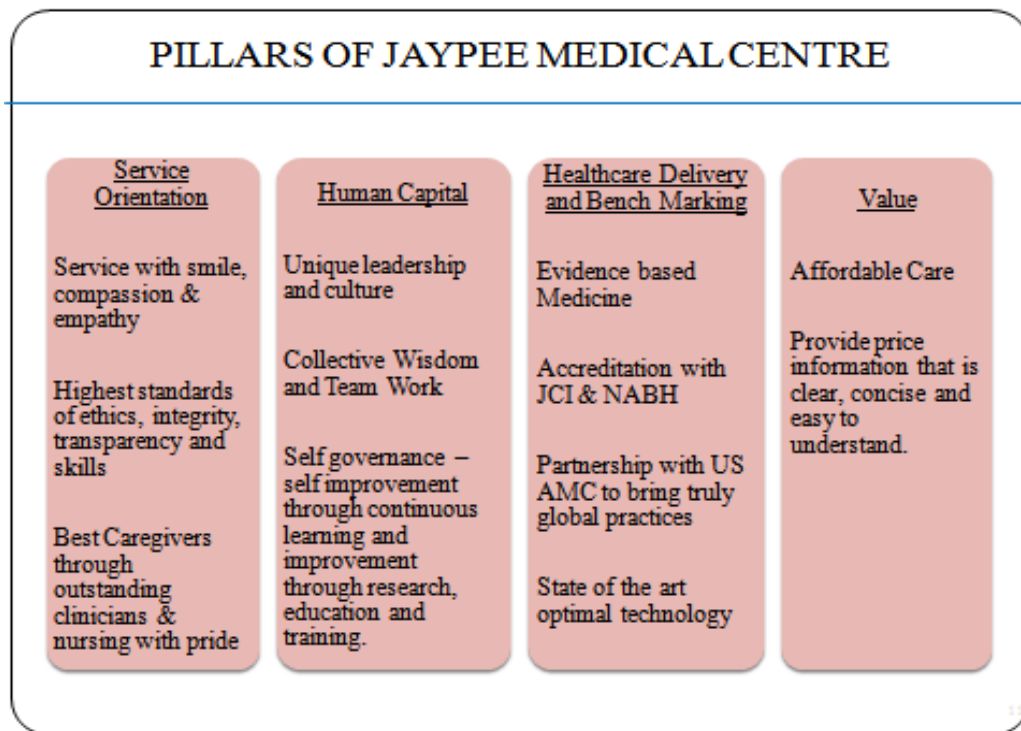 PILLARS OF JAYPEE MEDICAL CENTRE
Service
Orientation
Service with smile,
compassion &
empathy
Highest standards
of ethics, integrity,
transparency and
skills
Best Caregivers
through
outstanding
clinicians &
nursing with pride
Human Capital
Unique leadership
and culture
Collective Wisdom
and Team Work
Self governance –
self improvement
through continuous
learning and
improvement
through research,
education and
training.
Healthcare Delivery
and Bench Marking
Evidence based
Medicine
Accreditation with
JCI & NABH
Partnership with US
AMC to bring truly
global practices
State of the art
optimal technology
Value
Affordable Care
Provide price
information that is
clear, concise and
easy to
understand.